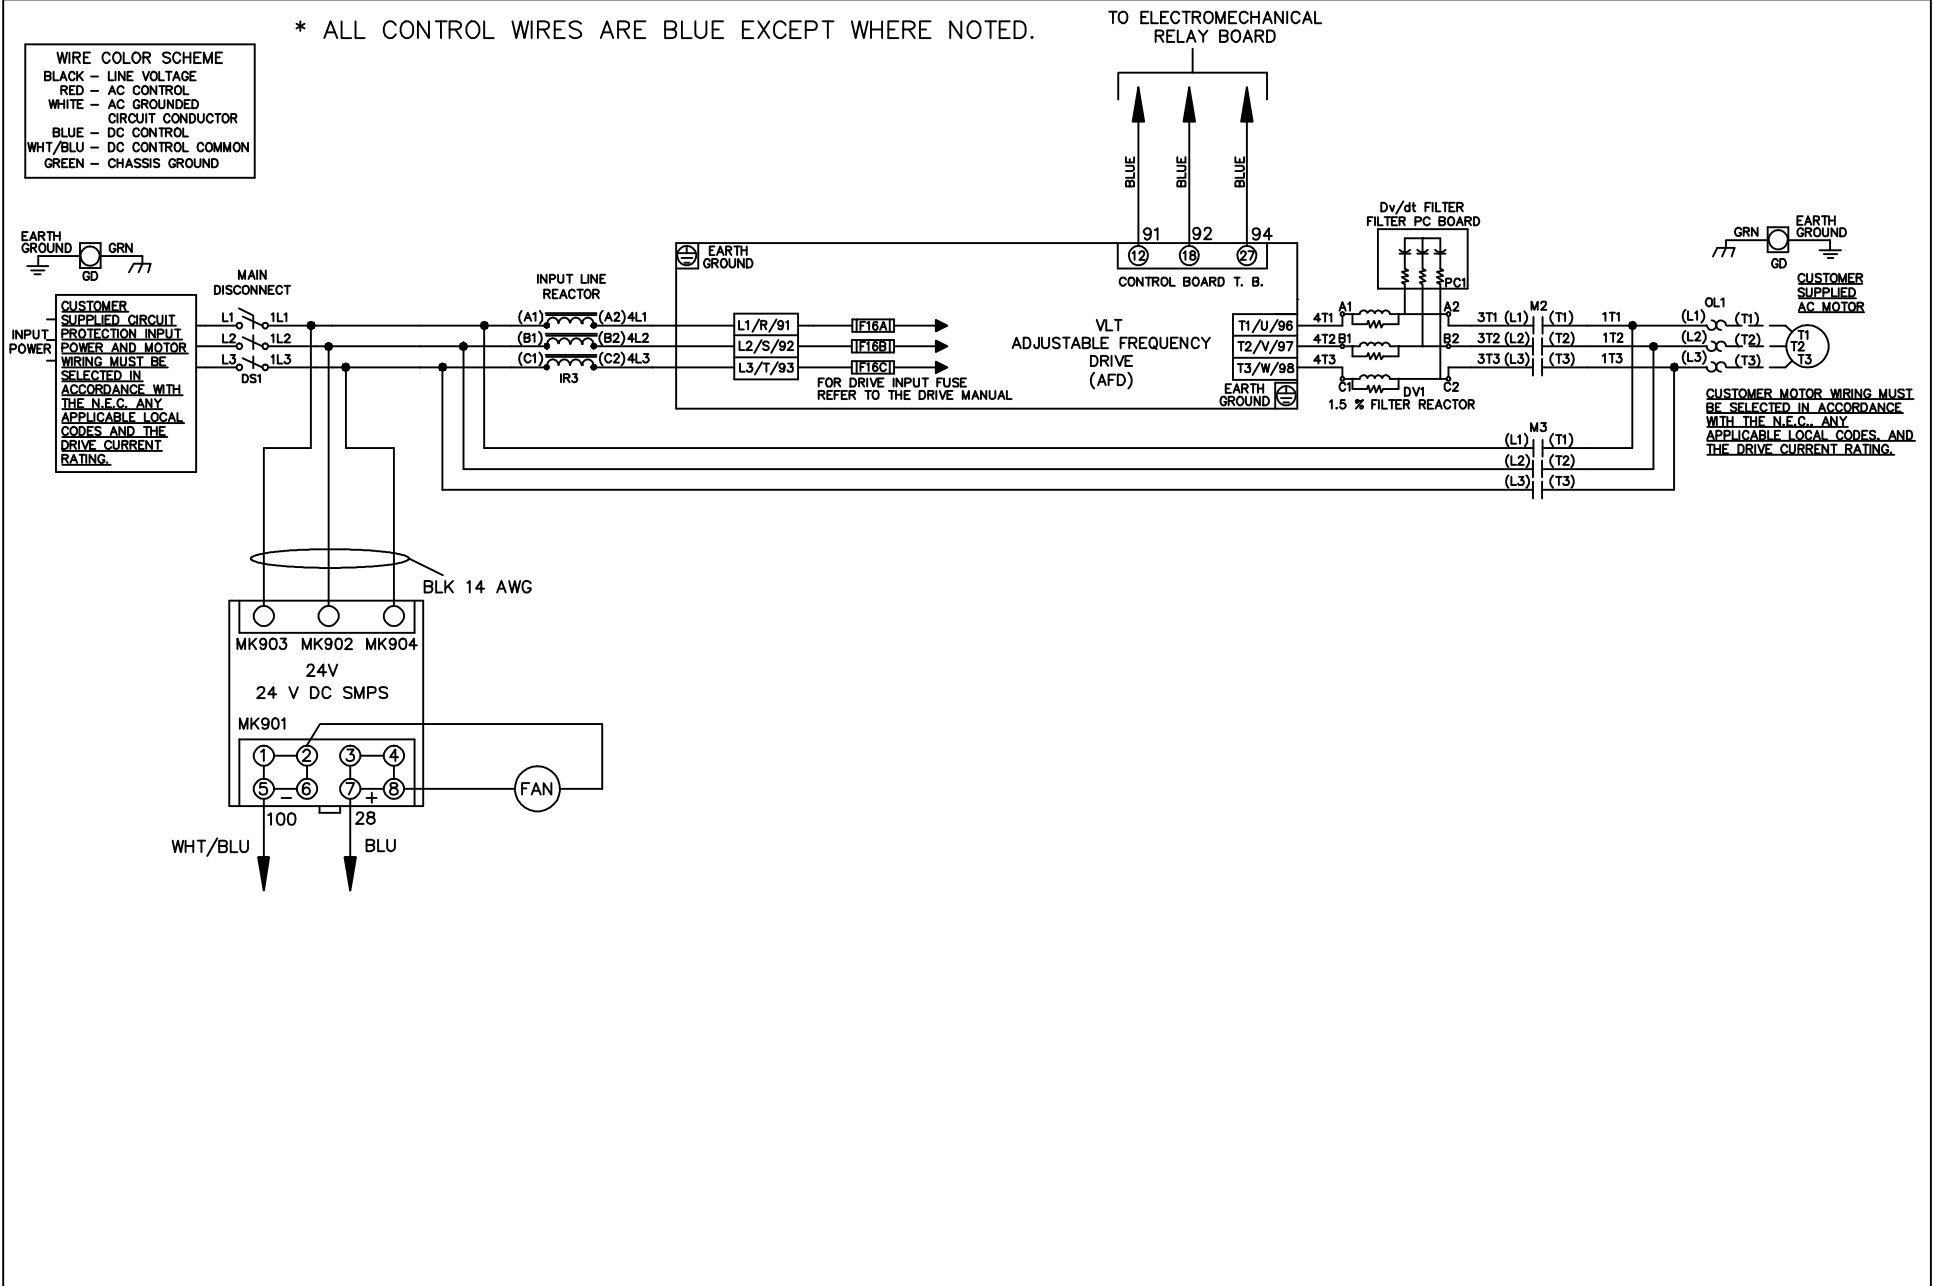 * ALL CONTROL WIRES ARE BLUE EXCEPT WHERE NOTED.
TO ELECTROMECHANICAL
RELAY BOARD
WIRE COLOR SCHEME
BLACK – LINE VOLTAGE
RED – AC CONTROL
WHITE – AC GROUNDED
CIRCUIT CONDUCTOR
BLUE – DC CONTROL
WHT/BLU – DC CONTROL COMMON
GREEN – CHASSIS GROUND
BLUE
BLUE
BLUE
91
92
94
12
18
27
CONTROL BOARD T. B.
EARTH
GROUND
GRN
GD
INPUT
POWER
CUSTOMER
SUPPLIED CIRCUIT
PROTECTION INPUT
POWER AND MOTOR
WIRING MUST BE
SELECTED IN
ACCORDANCE WITH
THE N.E.C. ANY
APPLICABLE LOCAL
CODES AND THE
DRIVE CURRENT
RATING.
MAIN
DISCONNECT
L1 1L1
L2 1L2
L3 1L3
DS1
INPUT LINE
REACTOR
(A1) (A2) 4L1
(B1) (B2) 4L2
(C1) (C2) 4L3
IR3
EARTH
GROUND
L1/R/91
L2/S/92
L3/T/93
F16A
F16B
F16C
FOR DRIVE INPUT FUSE
REFER TO THE DRIVE MANUAL
VLT
ADJUSTABLE FREQUENCY
DRIVE
(AFD)
T1/U/96
T2/V/97
T3/W/98
EARTH
GROUND
Dv/dt FILTER
FILTER PC BOARD
PC1
4T1 A1 A2
4T2 B1 B2
4T3
C1 C2
DV1
1.5 % FILTER REACTOR
M2
3T1 (L1) (T1) 1T1
3T2 (L2) (T2) 1T2
3T3 (L3) (T3) 1T3
M3
(L1) (T1)
(L2) (T2)
(L3) (T3)
OL1
(L1) (T1)
(L2) (T2)
(L3) (T3)
T1
T2
T3
GRN
EARTH
GROUND
GD
CUSTOMER
SUPPLIED
AC MOTOR
CUSTOMER MOTOR WIRING MUST
BE SELECTED IN ACCORDANCE
WITH THE N.E.C., ANY
APPLICABLE LOCAL CODES, AND
THE DRIVE CURRENT RATING.
BLK 14 AWG
MK903 MK902 MK904
24V
24 V DC SMPS
MK901
1 2 3 4
5 – 6 7 + 8
FAN
100
28
WHT/BLU
BLU